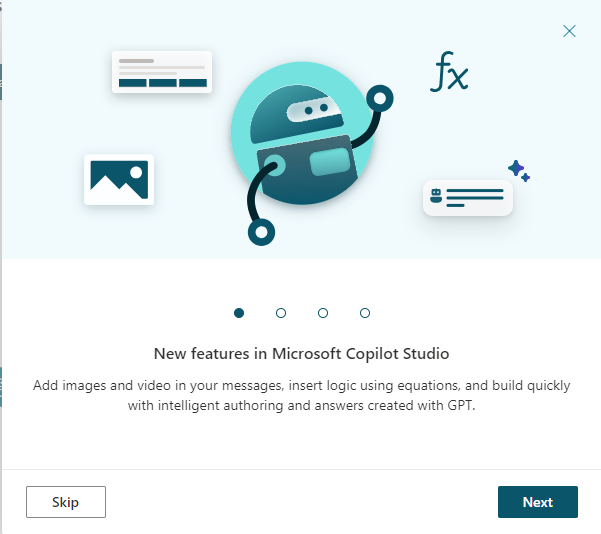 fx
New features in Microsoft Copilot Studio
Add images and video in your messages, insert logic using equations, and build quickly
with intelligent authoring and answers created with GPT.
Skip
Next